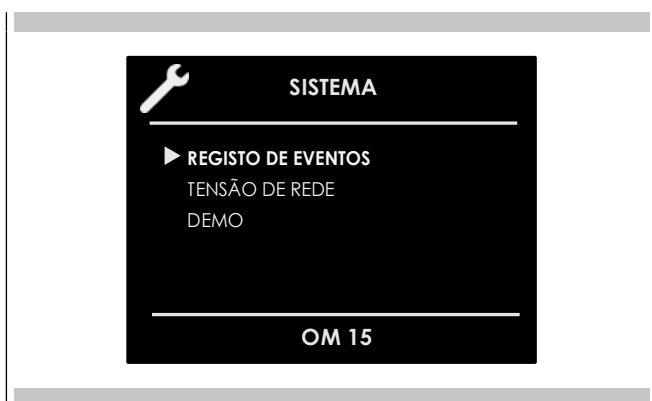 SISTEMA
REGISTO DE EVENTOS
TENSÃO DE REDE
DEMO
OM 15